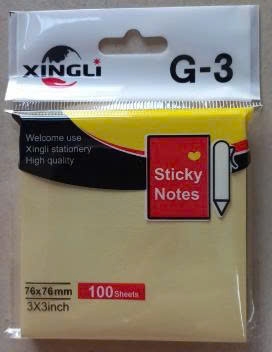 XINGLI
G-3
Welcome use
Xingli stationery
High quality
Sticky
Notes
76x76mm
3X3inch
100 Sheets